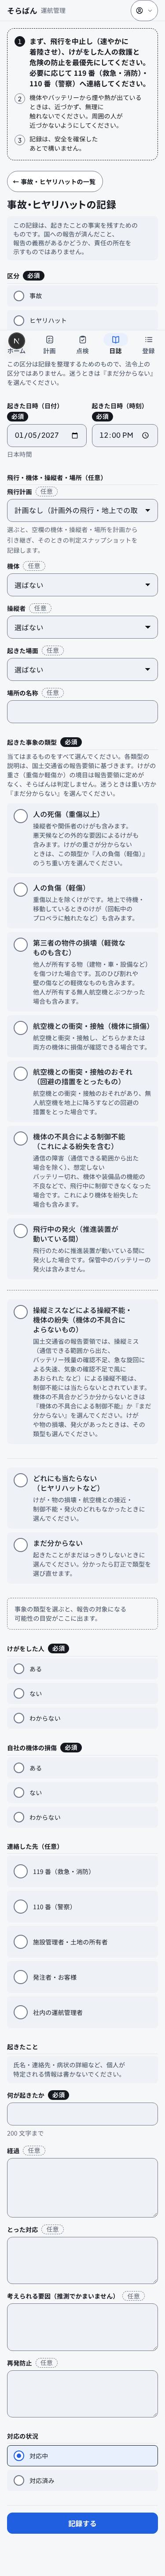 そらばん 運航管理
1 まず、飛行を中止し（速やかに
着陸させ）、けがをした人の救護と
危険の防止を最優先にしてください。
必要に応じて 119 番（救急・消防）・
110 番（警察）へ連絡してください。
2 機体やバッテリーから煙や熱が出ている
ときは、近づかず、無理に
触れないでください。周囲の人が
近づかないようにしてください。
3 記録は、安全を確保した
あとで構いません。
← 事故・ヒヤリハットの一覧
事故・ヒヤリハットの記録
この記録は、起きたことの事実を残すためのものです。国への報告が済んだこと、
報告の義務があるかどうか、責任の所在を
示すものではありません。
区分 必須
事故
ヒヤリハット
N
ホーム 計画 点検 日誌 登録
この区分は記録を整理するためのもので、法令上の
区分ではありません。迷うときは「まだ分からない」
を選んでください。
起きた日時（日付） 必須
起きた日時（時刻） 必須
01/05/2027
12:00 PM
日本時間
飛行・機体・操縦者・場所（任意）
飛行計画 任意
計画なし（計画外の飛行・地上での取
選ぶと、空欄の機体・操縦者・場所を計画から
引き継ぎ、そのときの判定スナップショットを
記録します。
機体 任意
選ばない
操縦者 任意
選ばない
起きた場面 任意
選ばない
場所の名称 任意
起きた事象の類型 必須
当てはまるものをすべて選んでください。各類型の
説明は、国土交通省の報告要領に基づきます。けがの
重さ（重傷か軽傷か）の項目は報告要領に定めが
なく、そらばんは判定しません。迷うときは重い方か
「まだ分からない」を選んでください。
人の死傷（重傷以上）
操縦者や関係者のけがも含みます。
悪天候などの外的な要因によるけがも
含みます。けがの重さが分からない
ときは、この類型か「人の負傷（軽傷）」
のうち重い方を選んでください。
人の負傷（軽傷）
重傷以上を除くけがです。地上で待機・
移動しているときのけが（回転中の
プロペラに触れたなど）も含みます。
第三者の物件の損壊（軽微な
ものも含む）
他人が所有する物（建物・車・設備など）
を傷つけた場合です。瓦のひび割れや
壁の傷などの軽微なものも含みます。
他人が所有する無人航空機とぶつかった
場合も含みます。
航空機との衝突・接触（機体に損傷）
航空機と衝突・接触し、どちらかまたは
両方の機体に損傷が確認できる場合です。
航空機との衝突・接触のおそれ
（回避の措置をとったもの）
航空機との衝突・接触のおそれがあり、無
人航空機を地上に降ろすなどの回避の
措置をとった場合です。
機体の不具合による制御不能
（これによる紛失を含む）
通信の障害（通信できる範囲から出た
場合を除く）、想定しない
バッテリー切れ、機体や装備品の機能の
不良などで、飛行中に制御できなくなった
場合です。これにより機体を紛失した
場合も含みます。
飛行中の発火（推進装置が
動いている間）
飛行のために推進装置が動いている間に
発火した場合です。保管中のバッテリーの
発火は含みません。
操縦ミスなどによる操縦不能・
機体の紛失（機体の不具合に
よらないもの）
国土交通省の報告要領では、操縦ミス
（通信できる範囲から出た、
バッテリー残量の確認不足、急な旋回に
よる失速、気象の確認不足で風に
あおられた など）による操縦不能は、
制御不能には当たらないとされています。
機体の不具合かどうか分からないときは
「機体の不具合による制御不能」か「まだ
分からない」を選んでください。けが
や物の損壊、発火があったときは、その
類型も選んでください。
どれにも当たらない
（ヒヤリハットなど）
けが・物の損壊・航空機との接近・
制御不能・発火のどれもなかったときに
選んでください。
まだ分からない
起きたことがまだはっきりしないときに
選んでください。分かったら訂正で類型を
選び直せます。
事象の類型を選ぶと、報告の対象になる
可能性の目安がここに出ます。
けがをした人 必須
ある
ない
わからない
自社の機体の損傷 必須
ある
ない
わからない
連絡した先（任意）
119 番（救急・消防）
110 番（警察）
施設管理者・土地の所有者
発注者・お客様
社内の運航管理者
起きたこと
氏名・連絡先・病状の詳細など、個人が
特定される情報は書かないでください。
何が起きたか 必須
200 文字まで
経過 任意
とった対応 任意
考えられる要因（推測でかまいません） 任意
再発防止 任意
対応の状況
対応中
対応済み
記録する